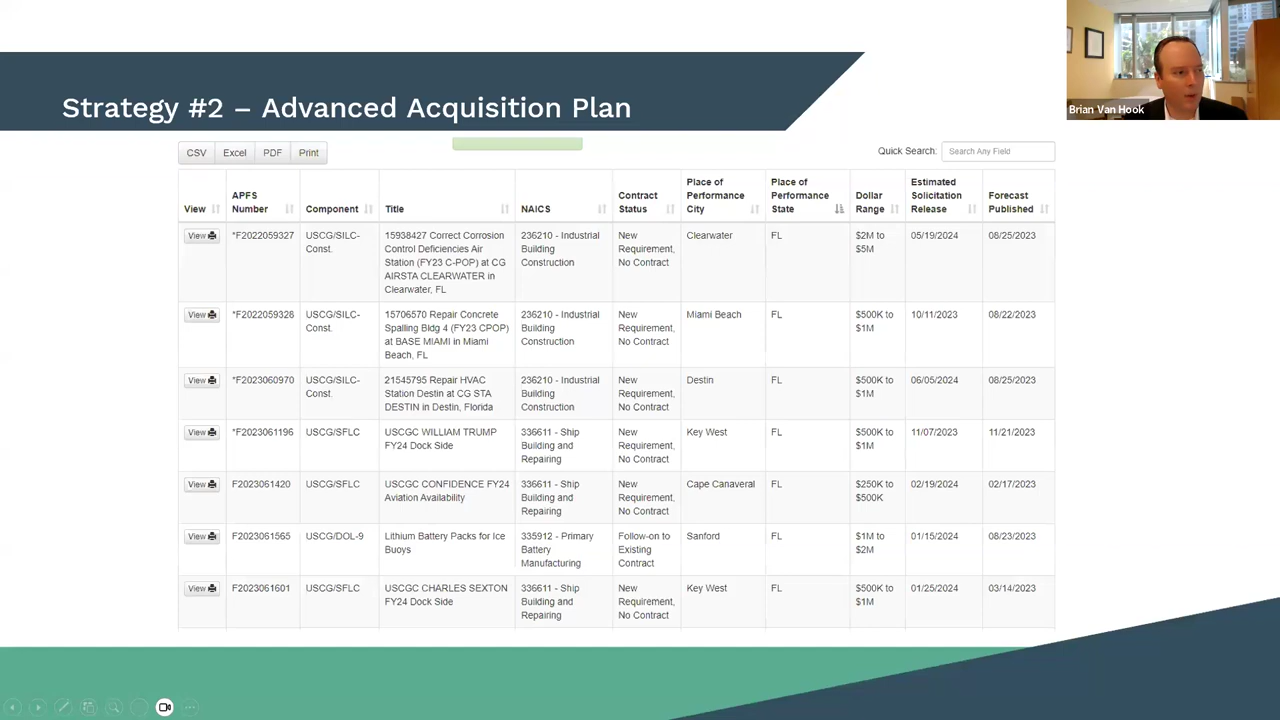 Brian Van Hook
Strategy #2 – Advanced Acquisition Plan
CSV Excel PDF Print
Quick Search: Search Any Field
View
APFS Number
Component
Title
NAICS
Contract Status
Place of Performance City
Place of Performance State
Dollar Range
Estimated Solicitation Release
Forecast Published
View
*F2022059327
USCG/SILC-
Const.
15938427 Correct Corrosion
Control Deficiencies Air
Station (FY23 C-POP) at CG
AIRSTA CLEARWATER in
Clearwater, FL
236210 - Industrial
Building
Construction
New
Requirement,
No Contract
Clearwater
FL
$2M to
$5M
05/19/2024
08/25/2023
View
*F2022059328
USCG/SILC-
Const.
15706570 Repair Concrete
Spalling Bldg 4 (FY23 CPOP)
at BASE MIAMI in Miami
Beach, FL
236210 - Industrial
Building
Construction
New
Requirement,
No Contract
Miami Beach
FL
$500K to
$1M
10/11/2023
08/22/2023
View
*F2023060970
USCG/SILC-
Const.
21545795 Repair HVAC
Station Destin at CG STA
DESTIN in Destin, Florida
236210 - Industrial
Building
Construction
New
Requirement,
No Contract
Destin
FL
$500K to
$1M
06/05/2024
08/25/2023
View
*F2023061196
USCG/SFLC
USCGC WILLIAM TRUMP
FY24 Dock Side
336611 - Ship
Building and
Repairing
New
Requirement,
No Contract
Key West
FL
$500K to
$1M
11/07/2023
11/21/2023
View
F2023061420
USCG/SFLC
USCGC CONFIDENCE FY24
Aviation Availability
336611 - Ship
Building and
Repairing
New
Requirement,
No Contract
Cape Canaveral
FL
$250K to
$500K
02/19/2024
02/17/2023
View
F2023061565
USCG/DOL-9
Lithium Battery Packs for Ice
Buoys
335912 - Primary
Battery
Manufacturing
Follow-on to
Existing
Contract
Sanford
FL
$1M to
$2M
01/15/2024
08/23/2023
View
F2023061601
USCG/SFLC
USCGC CHARLES SEXTON
FY24 Dock Side
336611 - Ship
Building and
Repairing
New
Requirement,
No Contract
Key West
FL
$500K to
$1M
01/25/2024
03/14/2023